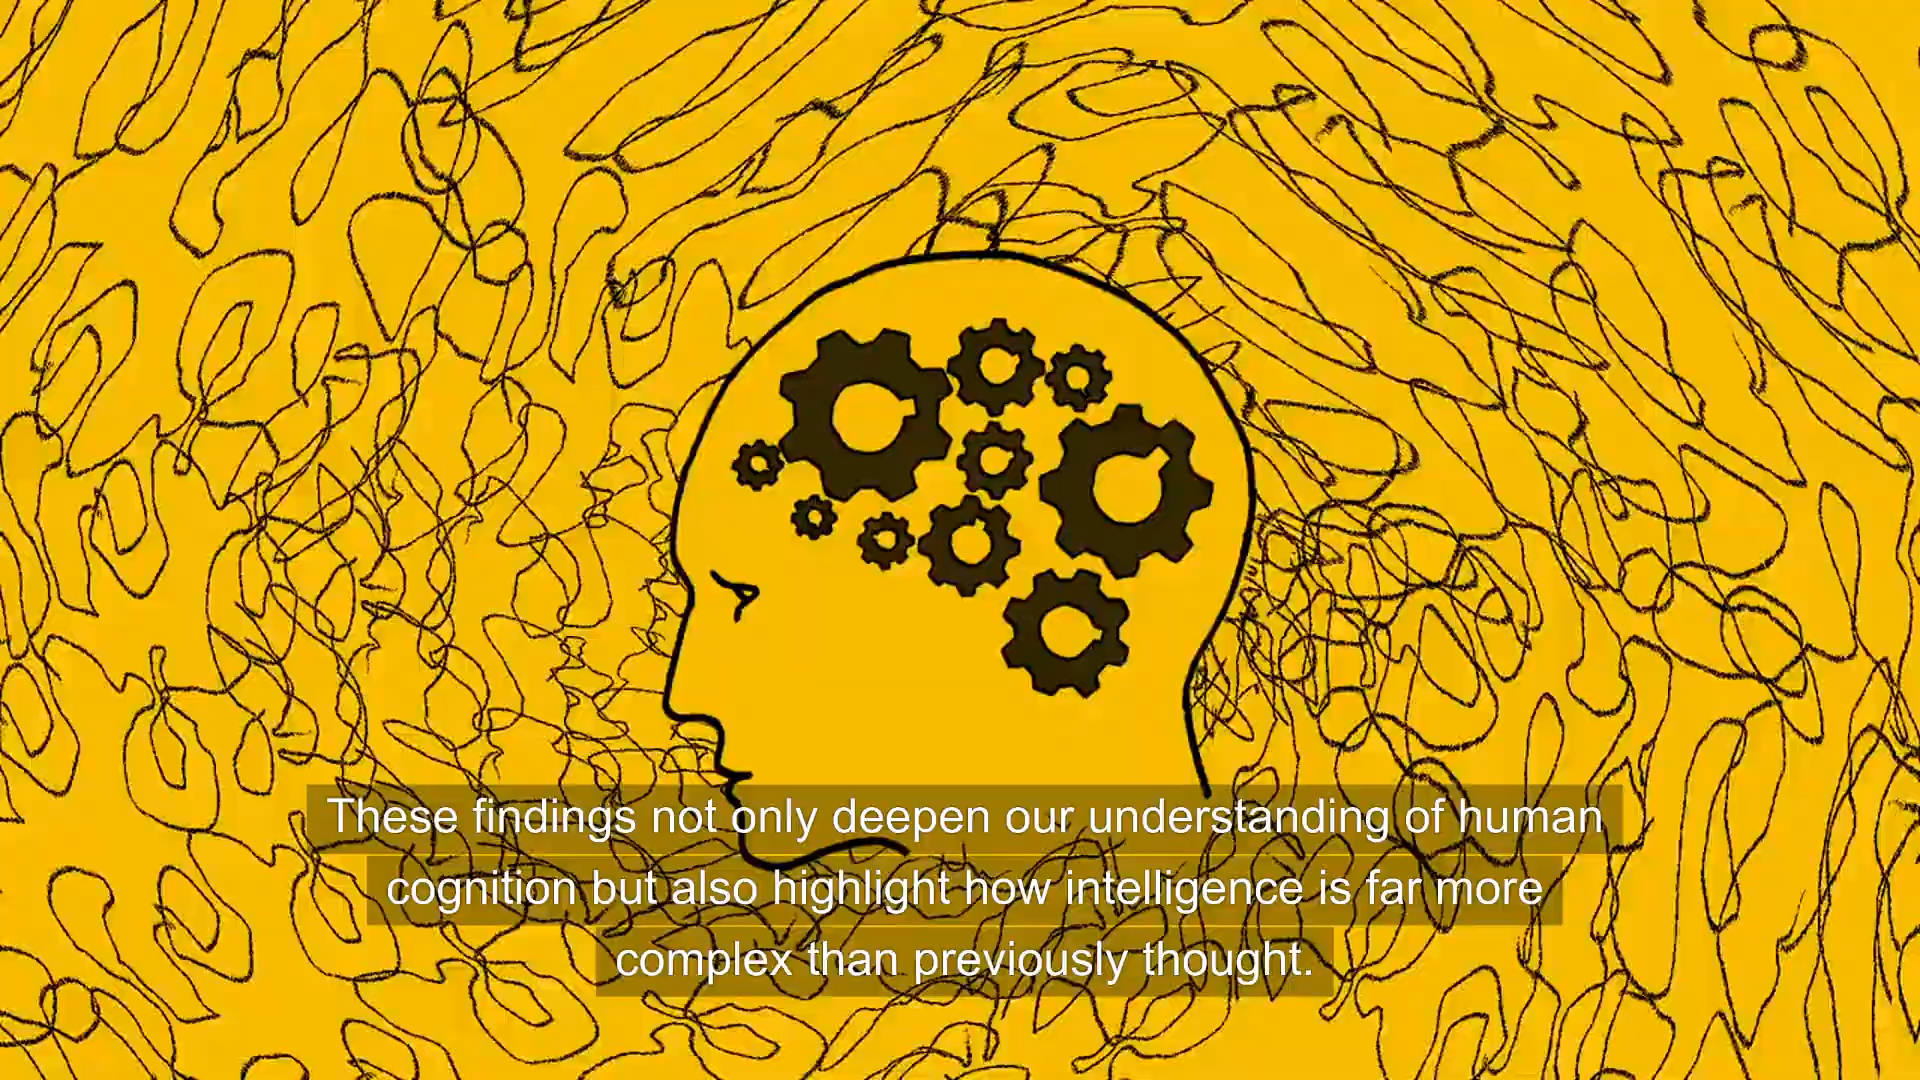 These findings not only deepen our understanding of human
cognition but also highlight how intelligence is far more
complex than previously thought.